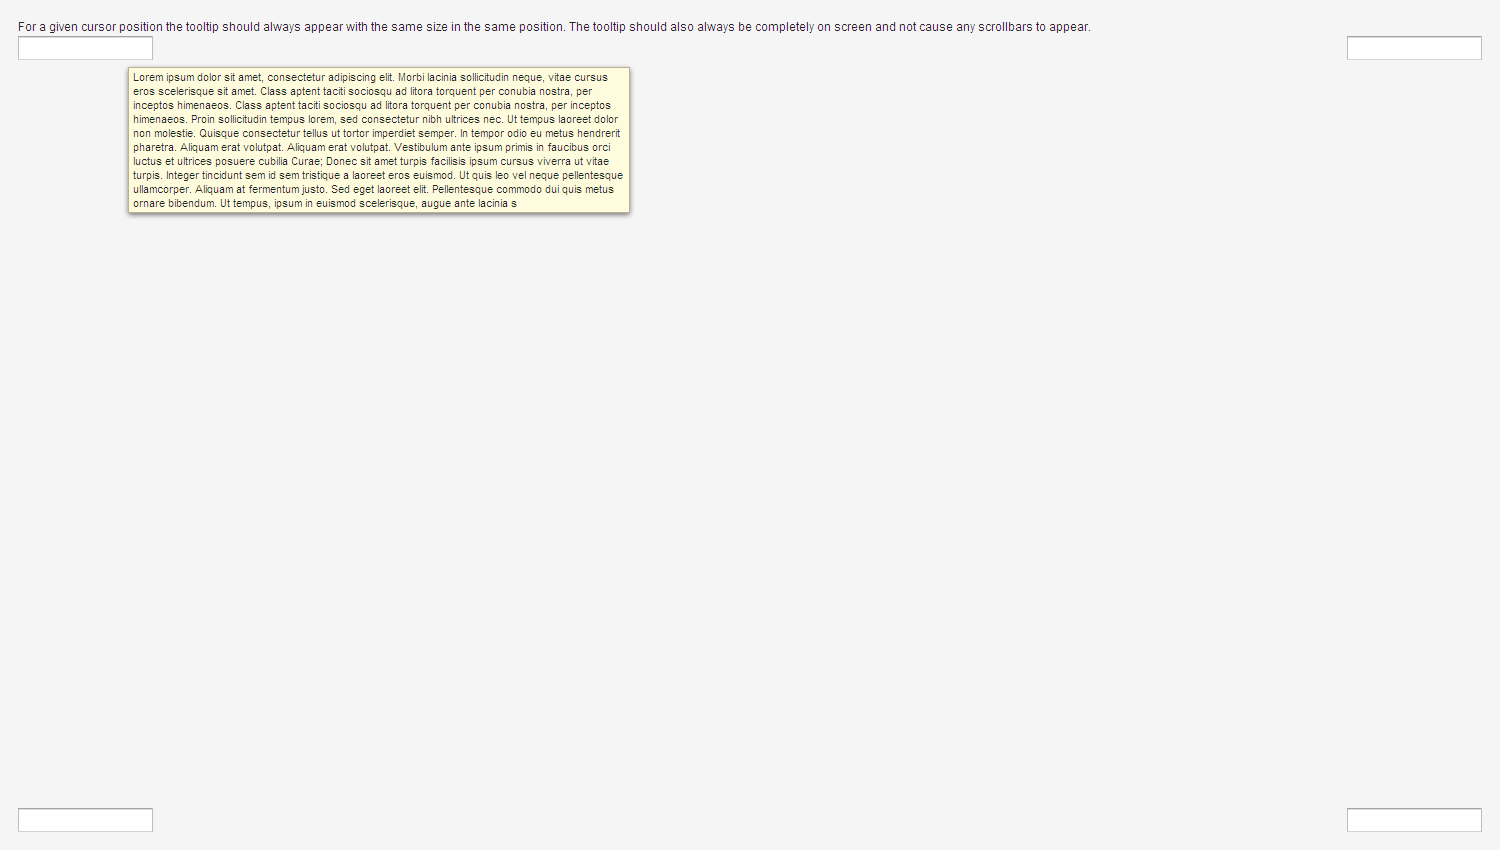 For a given cursor position the tooltip should always appear with the same size in the same position. The tooltip should also always be completely on screen and not cause any scrollbars to appear.
Lorem ipsum dolor sit amet, consectetur adipiscing elit. Morbi lacinia sollicitudin neque, vitae cursus
eros scelerisque sit amet. Class aptent taciti sociosqu ad litora torquent per conubia nostra, per
inceptos himenaeos. Class aptent taciti sociosqu ad litora torquent per conubia nostra, per inceptos
himenaeos. Proin sollicitudin tempus lorem, sed consectetur nibh ultrices nec. Ut tempus laoreet dolor
non molestie. Quisque consectetur tellus ut tortor imperdiet semper. In tempor odio eu metus hendrerit
pharetra. Aliquam erat volutpat. Aliquam erat volutpat. Vestibulum ante ipsum primis in faucibus orci
luctus et ultrices posuere cubilia Curae; Donec sit amet turpis facilisis ipsum cursus viverra ut vitae
turpis. Integer tincidunt sem id sem tristique a laoreet eros euismod. Ut quis leo vel neque pellentesque
ullamcorper. Aliquam at fermentum justo. Sed eget laoreet elit. Pellentesque commodo dui quis metus
ornare bibendum. Ut tempus, ipsum in euismod scelerisque, augue ante lacinia s